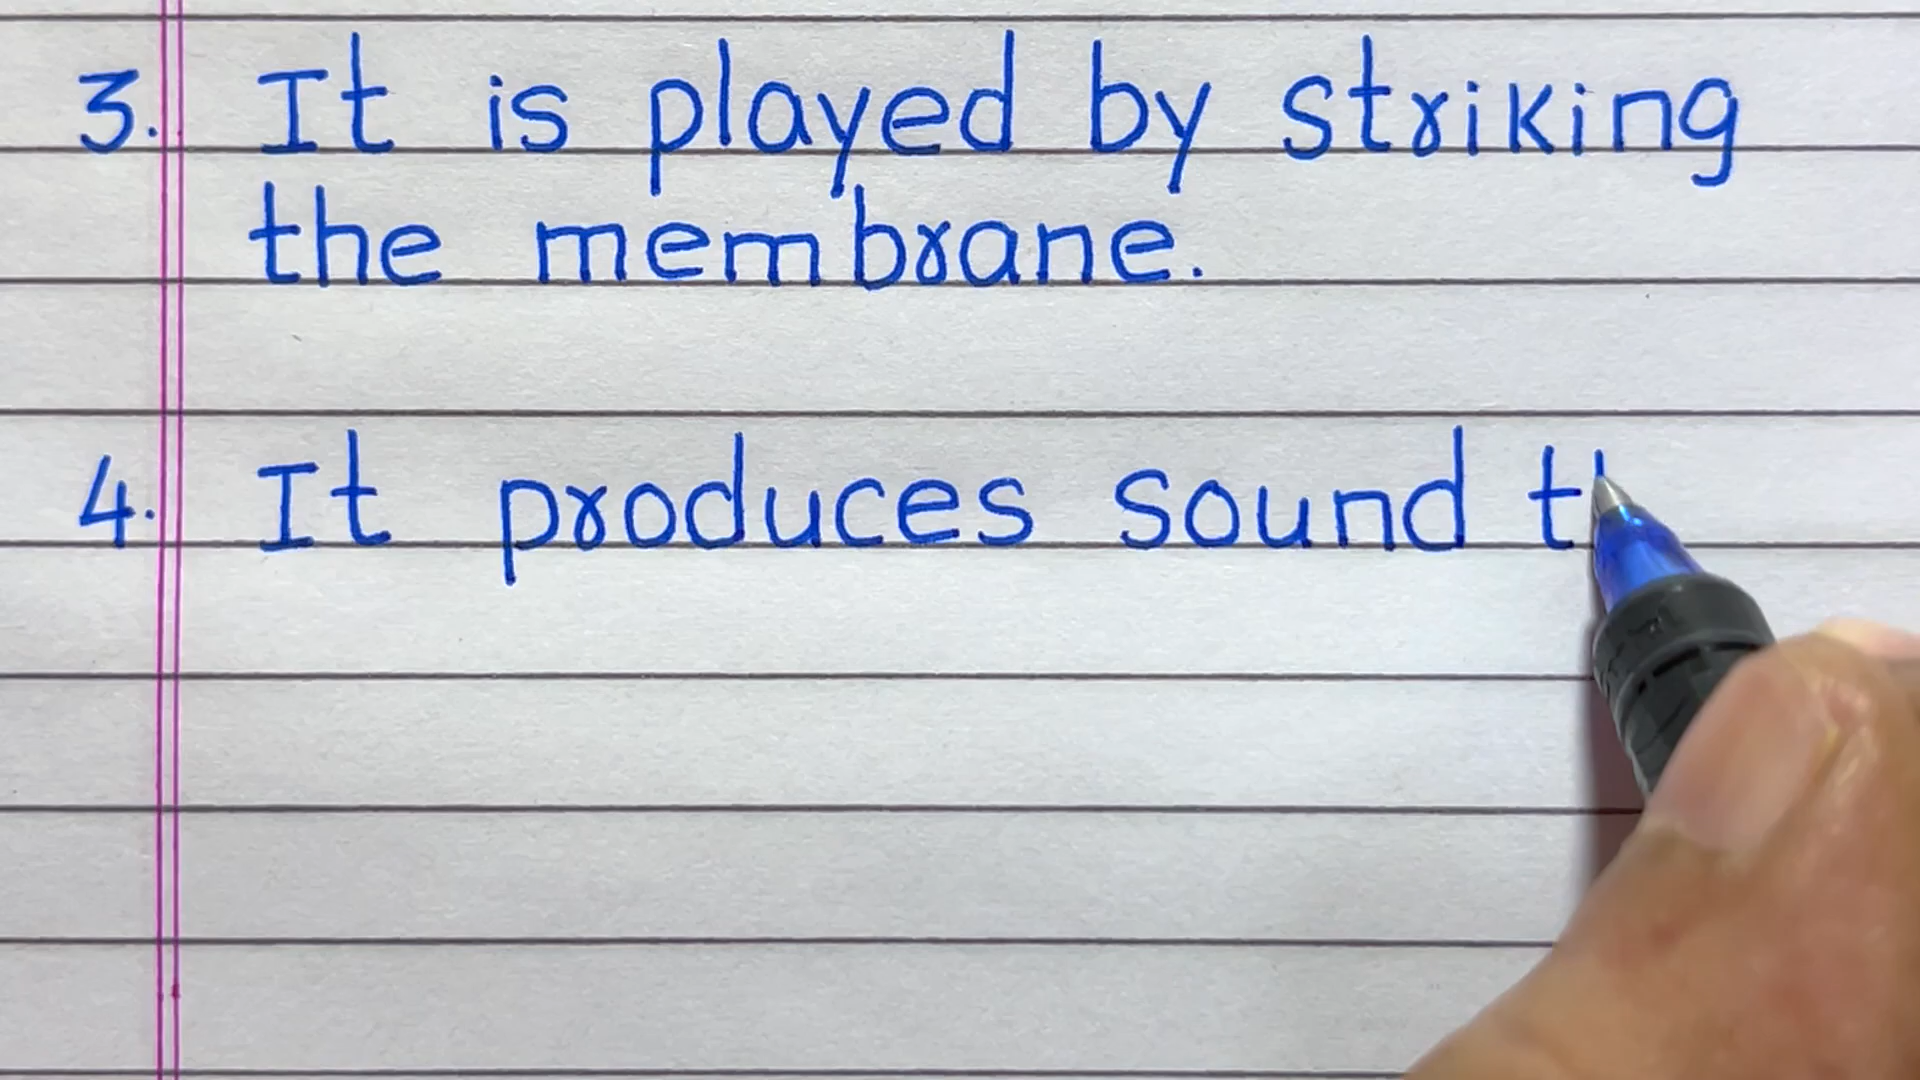 3. It is played by striking
the membrane.
4. It produces sound